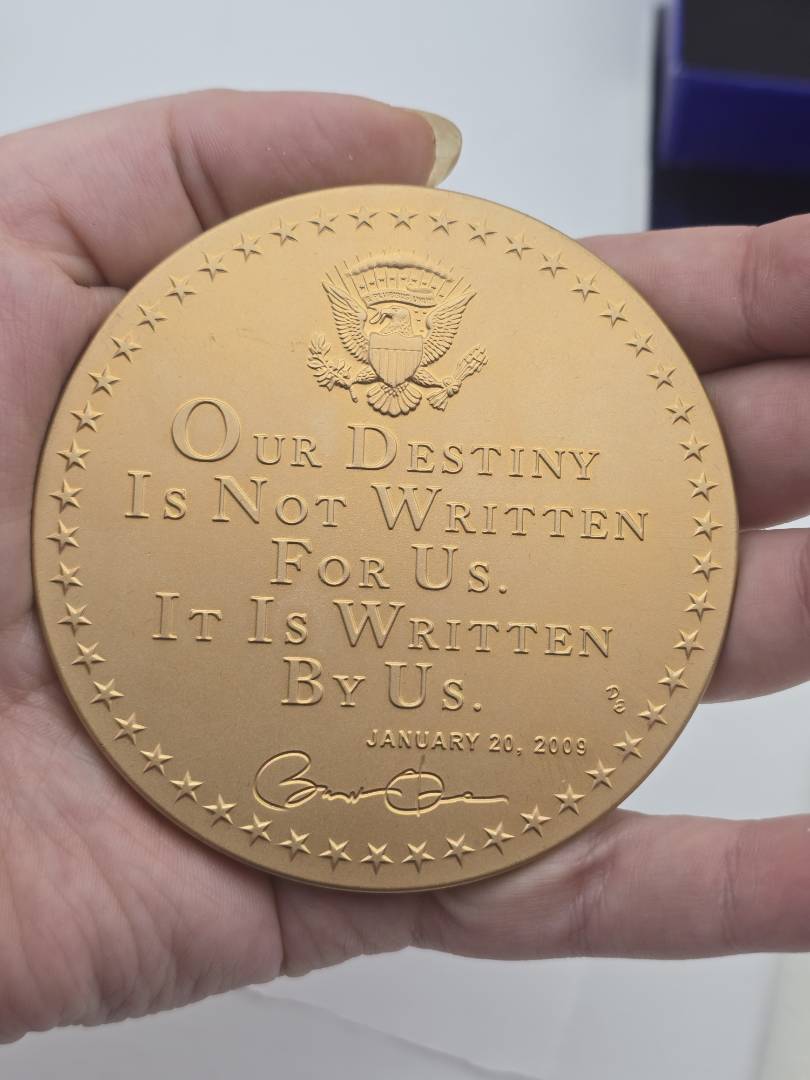 OUR DESTINY
IS NOT WRITTEN
FOR US.
IT IS WRITTEN
BY US.
JANUARY 20, 2009